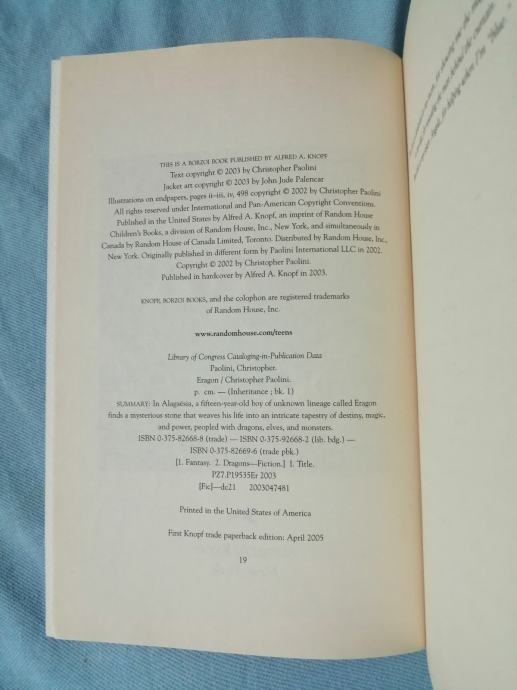 THIS IS A BORZOI BOOK PUBLISHED BY ALFRED A. KNOPF
Text copyright © 2003 by Christopher Paolini
Jacket art copyright © 2003 by John Jude Palencar
Illustrations on endpapers, pages ii–iii, iv, 498 copyright © 2002 by Christopher Paolini
All rights reserved under International and Pan-American Copyright Conventions.
Published in the United States by Alfred A. Knopf, an imprint of Random House
Children's Books, a division of Random House, Inc., New York, and simultaneously in
Canada by Random House of Canada Limited, Toronto. Distributed by Random House, Inc.,
New York. Originally published in different form by Paolini International LLC in 2002.
Copyright © 2002 by Christopher Paolini.
Published in hardcover by Alfred A. Knopf in 2003.
KNOPF, BORZOI BOOKS, and the colophon are registered trademarks
of Random House, Inc.
www.randomhouse.com/teens
Library of Congress Cataloging-in-Publication Data
Paolini, Christopher.
Eragon / Christopher Paolini.
p. cm. — (Inheritance ; bk. 1)
SUMMARY: In Alagaësia, a fifteen-year-old boy of unknown lineage called Eragon
finds a mysterious stone that weaves his life into an intricate tapestry of destiny, magic,
and power, peopled with dragons, elves, and monsters.
ISBN 0-375-82668-8 (trade) — ISBN 0-375-92668-2 (lib. bdg.) —
ISBN 0-375-82669-6 (trade pbk.)
[1. Fantasy. 2. Dragons—Fiction.] I. Title.
PZ7.P19535Er 2003
[Fic]—dc21 2003047481
Printed in the United States of America
First Knopf trade paperback edition: April 2005
19